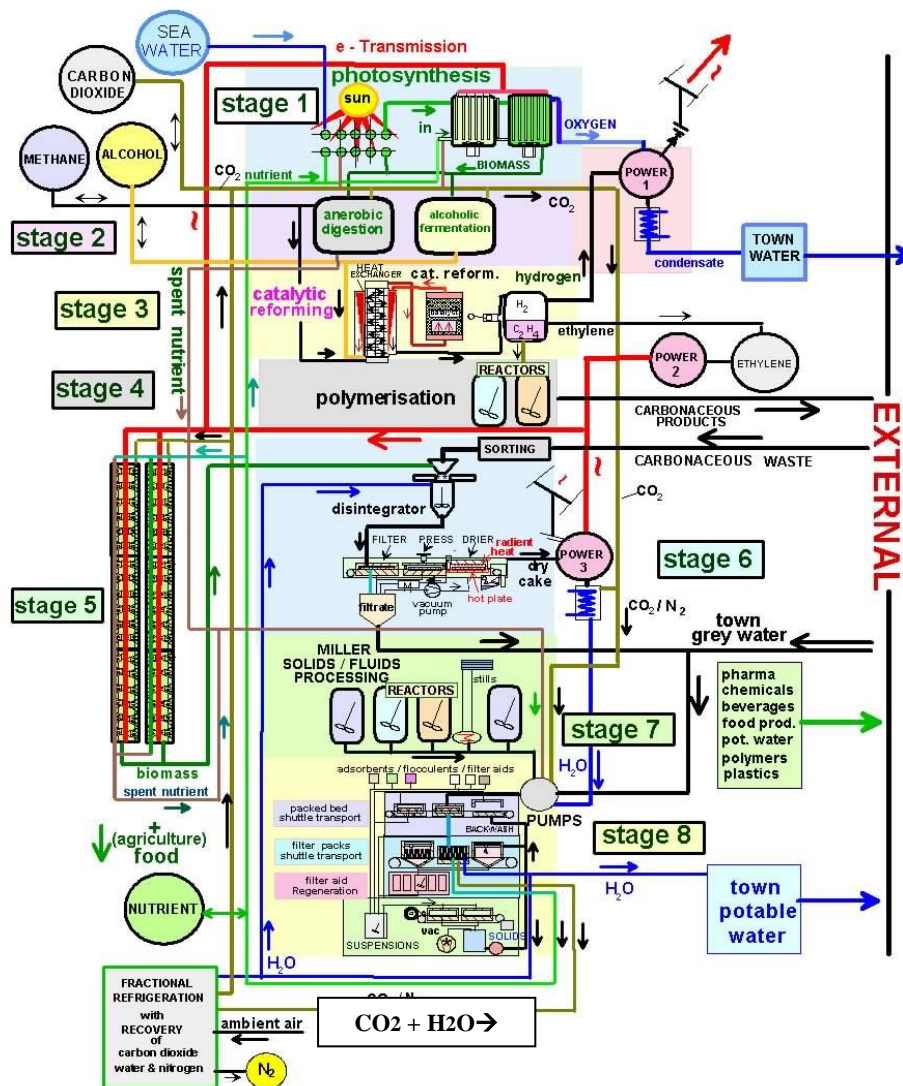 SEA
WATER
e - Transmission
CARBON
DIOXIDE
photosynthesis
stage 1
sun
in
OXYGEN
METHANE
ALCOHOL
BIOMASS
POWER
1
CO2 nutrient
CO2
stage 2
anerobic
digestion
alcoholic
fermentation
TOWN
WATER
condensate
spent nutrient
HEAT
EXCHANGER
cat. reform.
hydrogen
stage 3
catalytic
reforming
H2
C2 H4
ethylene
POWER
2
ETHYLENE
stage 4
REACTORS
polymerisation
CARBONACEOUS
PRODUCTS
EXTERNAL
SORTING
CARBONACEOUS WASTE
CO2
disintegrator
FILTER
PRESS
DRIER
radient
heat
POWER
3
dry
cake
stage 6
hot plate
M
vacuum
pump
filtrate
stage 5
CO2/ N2
town
grey water
MILLER
SOLIDS / FLUIDS
PROCESSING
stills
REACTORS
pharma
chemicals
beverages
food prod.
pot. water
polymers
plastics
stage 7
biomass
spent nutrient
H2O
adsorbents / flocculents / filter aids
packed bed
shuttle transport
BACKWASH
PUMPS
stage 8
+
(agriculture)
food
filter packs
shuttle transport
filter aid
Regeneration
H2O
town
potable
water
NUTRIENT
vac
SOLIDS
SUSPENSIONS
H2O
FRACTIONAL
REFRIGERATION
with
RECOVERY
of
carbon dioxide
water & nitrogen
ambient air
CO2 + H2O→
N2